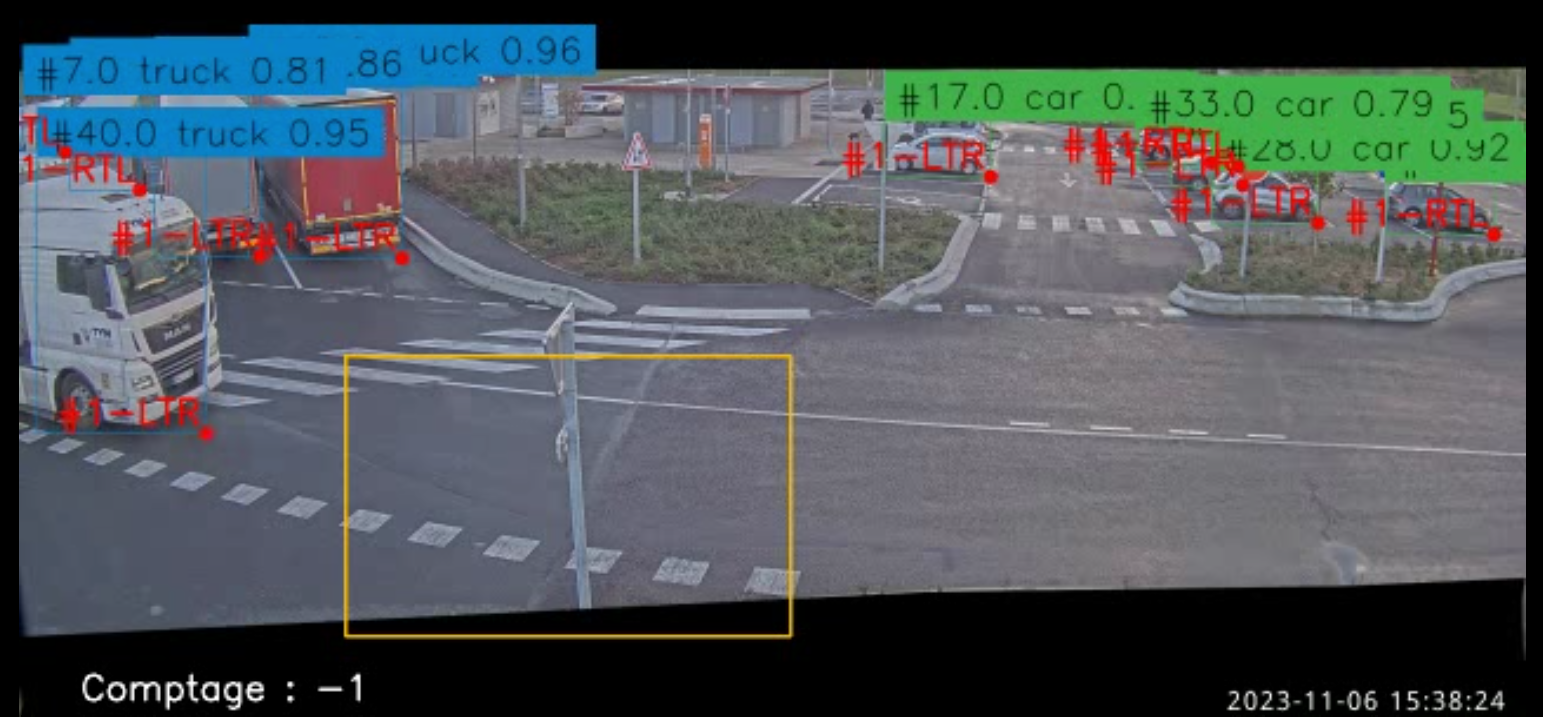 uck 0.96
#7.0 truck 0.81 .86
#17.0 car 0. #33.0 car 0.79 5
#40.0 truck 0.95
#28.0 car 0.92
#1-LTR
1-RTL
#1-LTR #1-RTL
#1-LTR #1-LTR
TYM
MAN
#1-LTR
Comptage : -1
2023-11-06 15:38:24